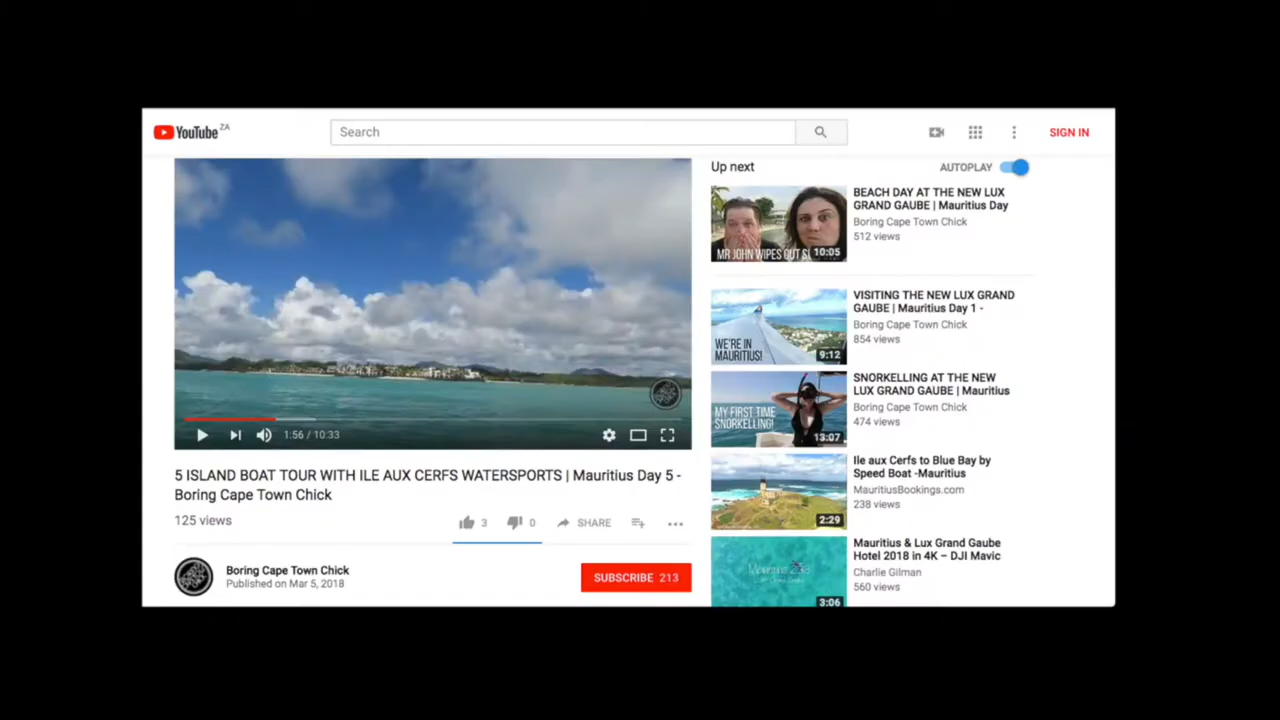 YouTube ZA
Search
SIGN IN
1:56 / 10:33
5 ISLAND BOAT TOUR WITH ILE AUX CERFS WATERSPORTS | Mauritius Day 5 -
Boring Cape Town Chick
125 views
3
0
SHARE
Boring Cape Town Chick
Published on Mar 5, 2018
SUBSCRIBE 213
Up next
AUTOPLAY
MR JOHN WIPES OUT
10:05
BEACH DAY AT THE NEW LUX
GRAND GAUBE | Mauritius Day
Boring Cape Town Chick
512 views
WE'RE IN
MAURITIUS!
9:12
VISITING THE NEW LUX GRAND
GAUBE | Mauritius Day 1 -
Boring Cape Town Chick
854 views
MY FIRST TIME
SNORKELLING!
13:07
SNORKELLING AT THE NEW
LUX GRAND GAUBE | Mauritius
Boring Cape Town Chick
474 views
2:29
Ile aux Cerfs to Blue Bay by
Speed Boat -Mauritius
MauritiusBookings.com
238 views
3:06
Mauritius & Lux Grand Gaube
Hotel 2018 in 4K – DJI Mavic
Charlie Gilman
560 views